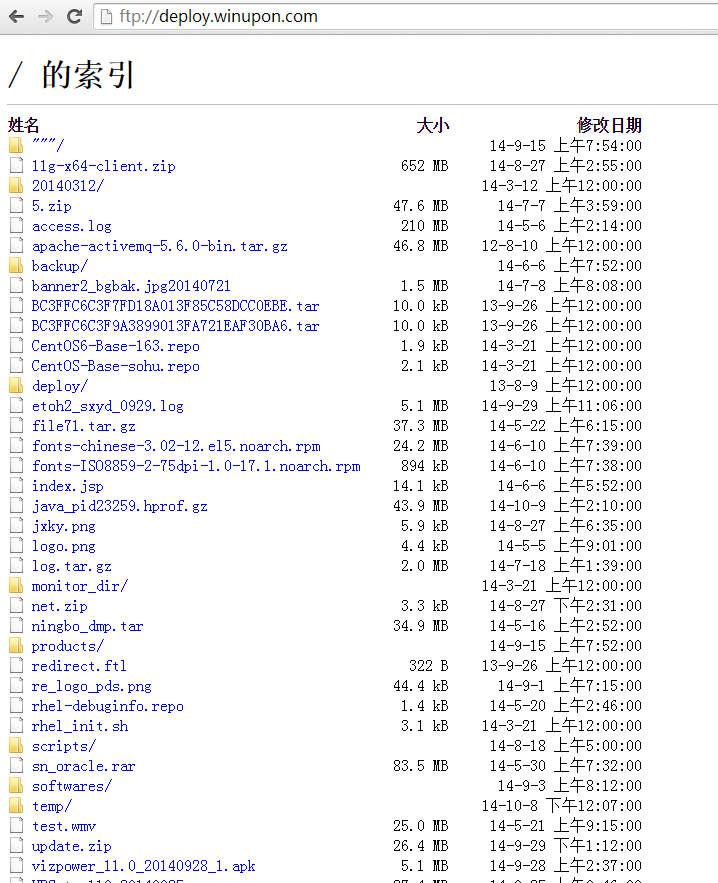 ftp://deploy.winupon.com
/ 的索引
姓名 大小 修改日期
"""/ 14-9-15 上午7:54:00
11g-x64-client.zip 652 MB 14-8-27 上午2:55:00
20140312/ 14-3-12 上午12:00:00
5.zip 47.6 MB 14-7-7 上午3:59:00
access.log 210 MB 14-5-6 上午2:14:00
apache-activemq-5.6.0-bin.tar.gz 46.8 MB 12-8-10 上午12:00:00
backup/ 14-6-6 上午7:52:00
banner2_bgbak.jpg20140721 1.5 MB 14-7-8 上午8:08:00
BC3FFC6C3F7FD18A013F85C58DCC0EBE.tar 10.0 kB 13-9-26 上午12:00:00
BC3FFC6C3F9A3899013FA721EAF30BA6.tar 10.0 kB 13-9-26 上午12:00:00
CentOS6-Base-163.repo 1.9 kB 14-3-21 上午12:00:00
CentOS-Base-sohu.repo 2.1 kB 14-3-21 上午12:00:00
deploy/ 13-8-9 上午12:00:00
etoh2_sxyd_0929.log 5.1 MB 14-9-29 上午11:06:00
file71.tar.gz 37.3 MB 14-5-22 上午6:15:00
fonts-chinese-3.02-12.el5.noarch.rpm 24.2 MB 14-6-10 上午7:39:00
fonts-ISO8859-2-75dpi-1.0-17.1.noarch.rpm 894 kB 14-6-10 上午7:38:00
index.jsp 14.1 kB 14-6-6 上午5:52:00
java_pid23259.hprof.gz 43.9 MB 14-10-9 上午2:10:00
jxky.png 5.9 kB 14-8-27 上午6:35:00
logo.png 4.4 kB 14-5-5 上午9:01:00
log.tar.gz 2.0 MB 14-7-18 上午1:39:00
monitor_dir/ 14-3-21 上午12:00:00
net.zip 3.3 kB 14-8-27 下午2:31:00
ningbo_dmp.tar 34.9 MB 14-5-16 上午2:52:00
products/ 14-9-15 上午7:52:00
redirect.ftl 322 B 13-9-26 上午12:00:00
re_logo_pds.png 44.4 kB 14-9-1 上午7:15:00
rhel-debuginfo.repo 1.4 kB 14-5-20 上午2:46:00
rhel_init.sh 3.1 kB 14-3-21 上午12:00:00
scripts/ 14-8-18 上午5:00:00
sn_oracle.rar 83.5 MB 14-5-30 上午7:32:00
softwares/ 14-9-3 上午8:12:00
temp/ 14-10-8 下午12:07:00
test.wmv 25.0 MB 14-5-21 上午9:15:00
update.zip 26.4 MB 14-9-29 下午1:12:00
vizpower_11.0_20140928_1.apk 5.1 MB 14-9-28 上午2:37:00